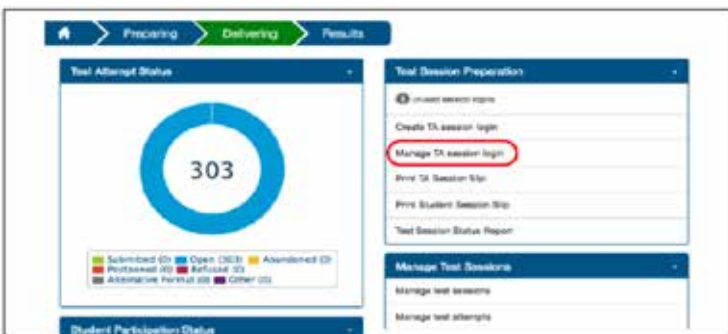 Preparing Delivering Results
Test Attempt Status
303
Submitted (0) Open (303) Abandoned (0)
Postponed (0) Refused (0)
Alternative Format (0) Other (0)
Student Participation Status
Test Session Preparation
Unused session logins
Create TA session login
Manage TA session login
Print TA Session Slip
Print Student Session Slip
Test Session Status Report
Manage Test Sessions
Manage test sessions
Manage test attempts